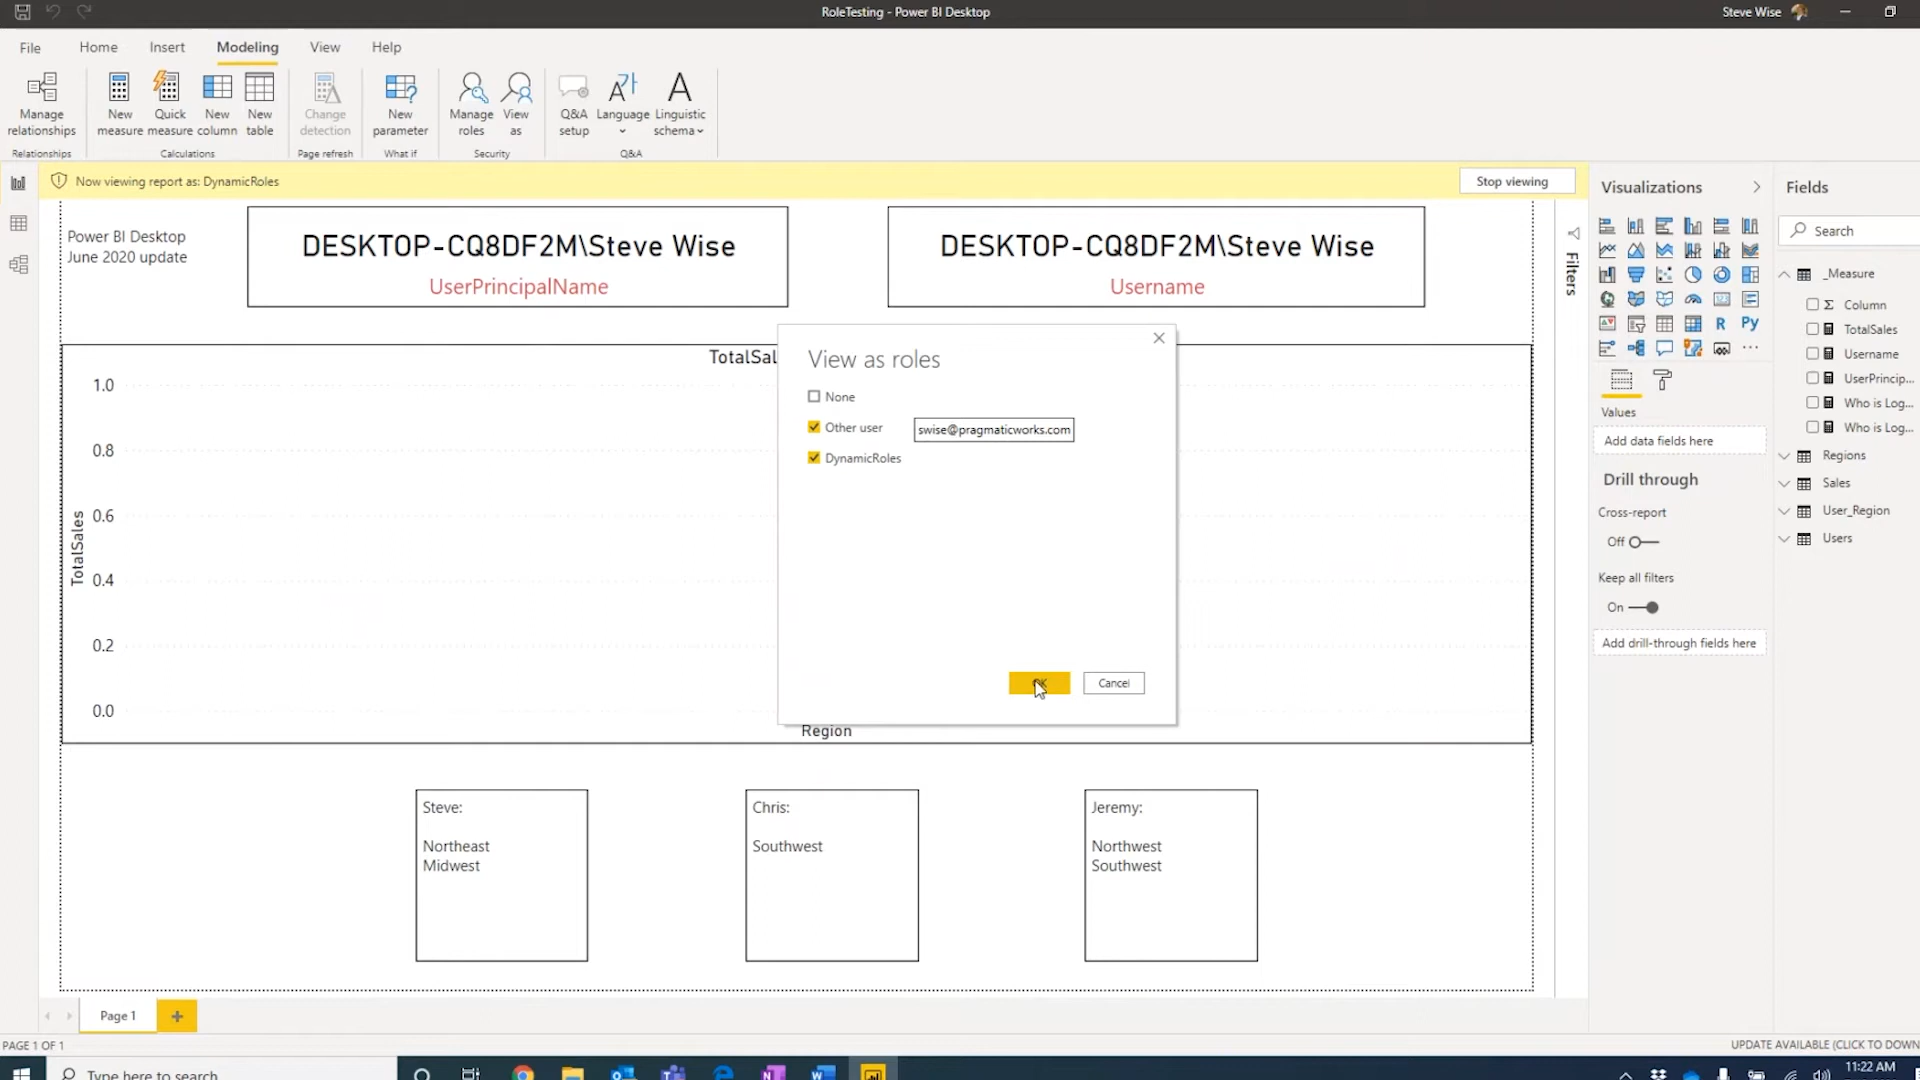 RoleTesting - Power BI Desktop
Steve Wise
File Home Insert Modeling View Help
Manage relationships
New measure
Quick measure
New column
New table
Change detection
New parameter
Manage roles
View as
Q&A setup
Language
Linguistic schema
Relationships
Calculations
Page refresh
What if
Security
Q&A
Now viewing report as: DynamicRoles
Stop viewing
Power BI Desktop
June 2020 update
DESKTOP-CQ8DF2M\Steve Wise
UserPrincipalName
DESKTOP-CQ8DF2M\Steve Wise
Username
TotalSal
1.0
0.8
0.6
0.4
0.2
0.0
TotalSales
Region
View as roles
None
Other user
swise@pragmaticworks.com
DynamicRoles
OK
Cancel
Steve:
Northeast
Midwest
Chris:
Southwest
Jeremy:
Northwest
Southwest
Filters
Visualizations
R
Py
Values
Add data fields here
Drill through
Cross-report
Off
Keep all filters
On
Add drill-through fields here
Fields
Search
_Measure
Column
TotalSales
Username
UserPrincip...
Who is Log...
Who is Log...
Regions
Sales
User_Region
Users
Page 1
PAGE 1 OF 1
UPDATE AVAILABLE (CLICK TO DOWN
Type here to search
11:22 AM